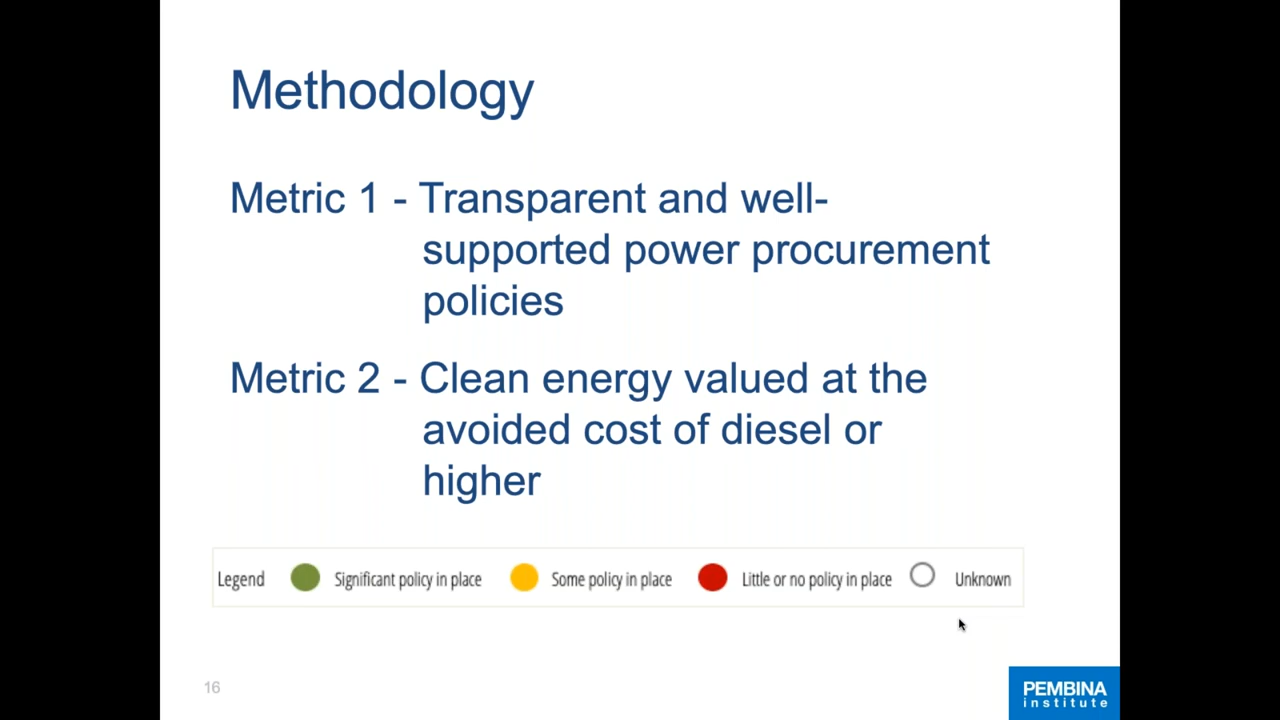 Methodology
Metric 1 - Transparent and well-
supported power procurement
policies
Metric 2 - Clean energy valued at the
avoided cost of diesel or
higher
Legend Significant policy in place Some policy in place Little or no policy in place Unknown
16
PEMBINA
institute